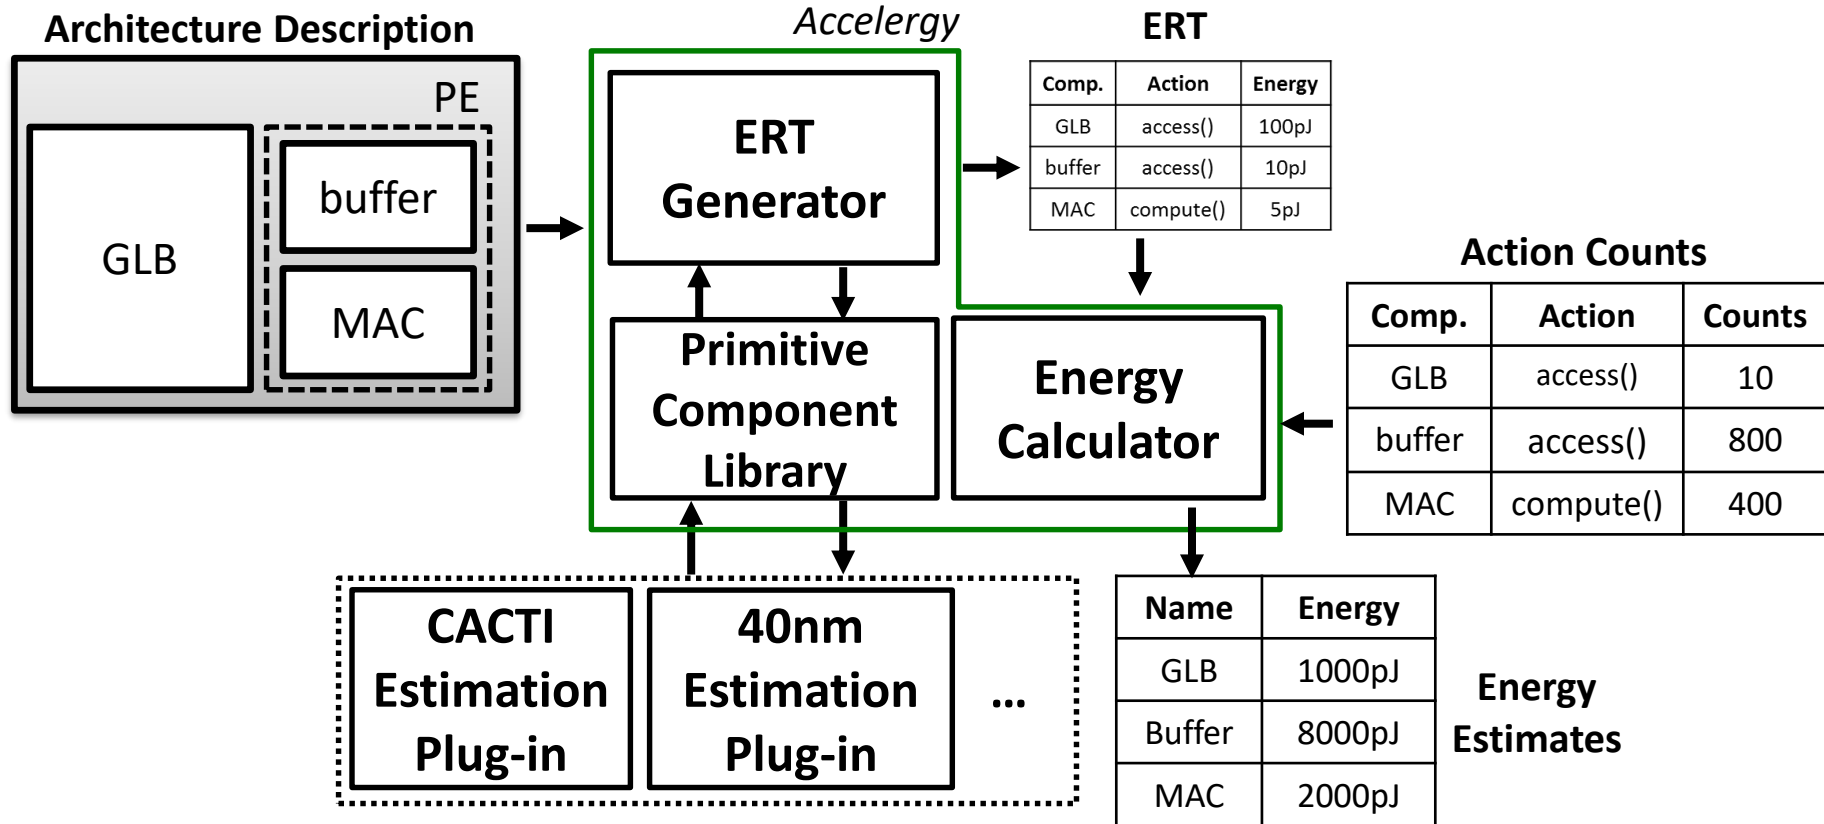 Architecture Description
PE
GLB
buffer
MAC
Accelergy
ERT
Generator
Primitive
Component
Library
Energy
Calculator
ERT
Comp. Action Energy
GLB access() 100pJ
buffer access() 10pJ
MAC compute() 5pJ
Action Counts
Comp. Action Counts
GLB access() 10
buffer access() 800
MAC compute() 400
CACTI
Estimation
Plug-in
40nm
Estimation
Plug-in
...
Name Energy
GLB 1000pJ
Buffer 8000pJ
MAC 2000pJ
Energy
Estimates